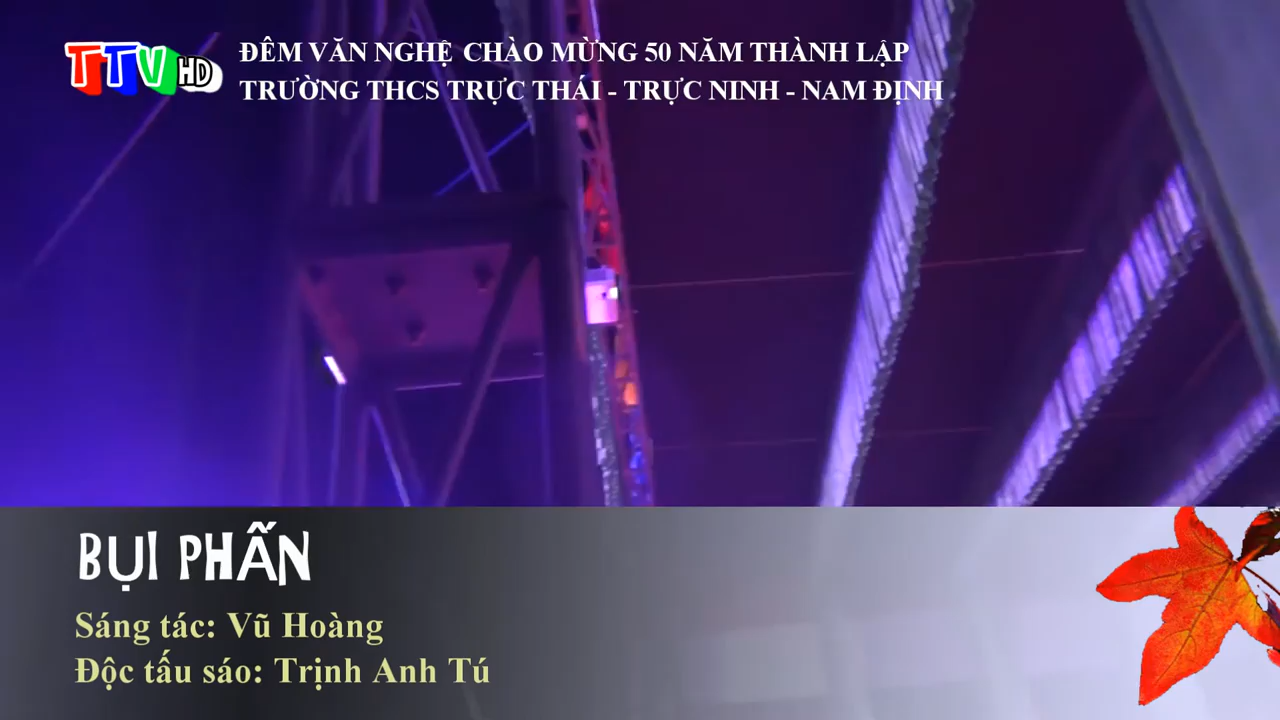 TTV HD
ĐÊM VĂN NGHỆ CHÀO MỪNG 50 NĂM THÀNH LẬP
TRƯỜNG THCS TRỰC THÁI - TRỰC NINH - NAM ĐỊNH
BỤI PHẤN
Sáng tác: Vũ Hoàng
Độc tấu sáo: Trịnh Anh Tú